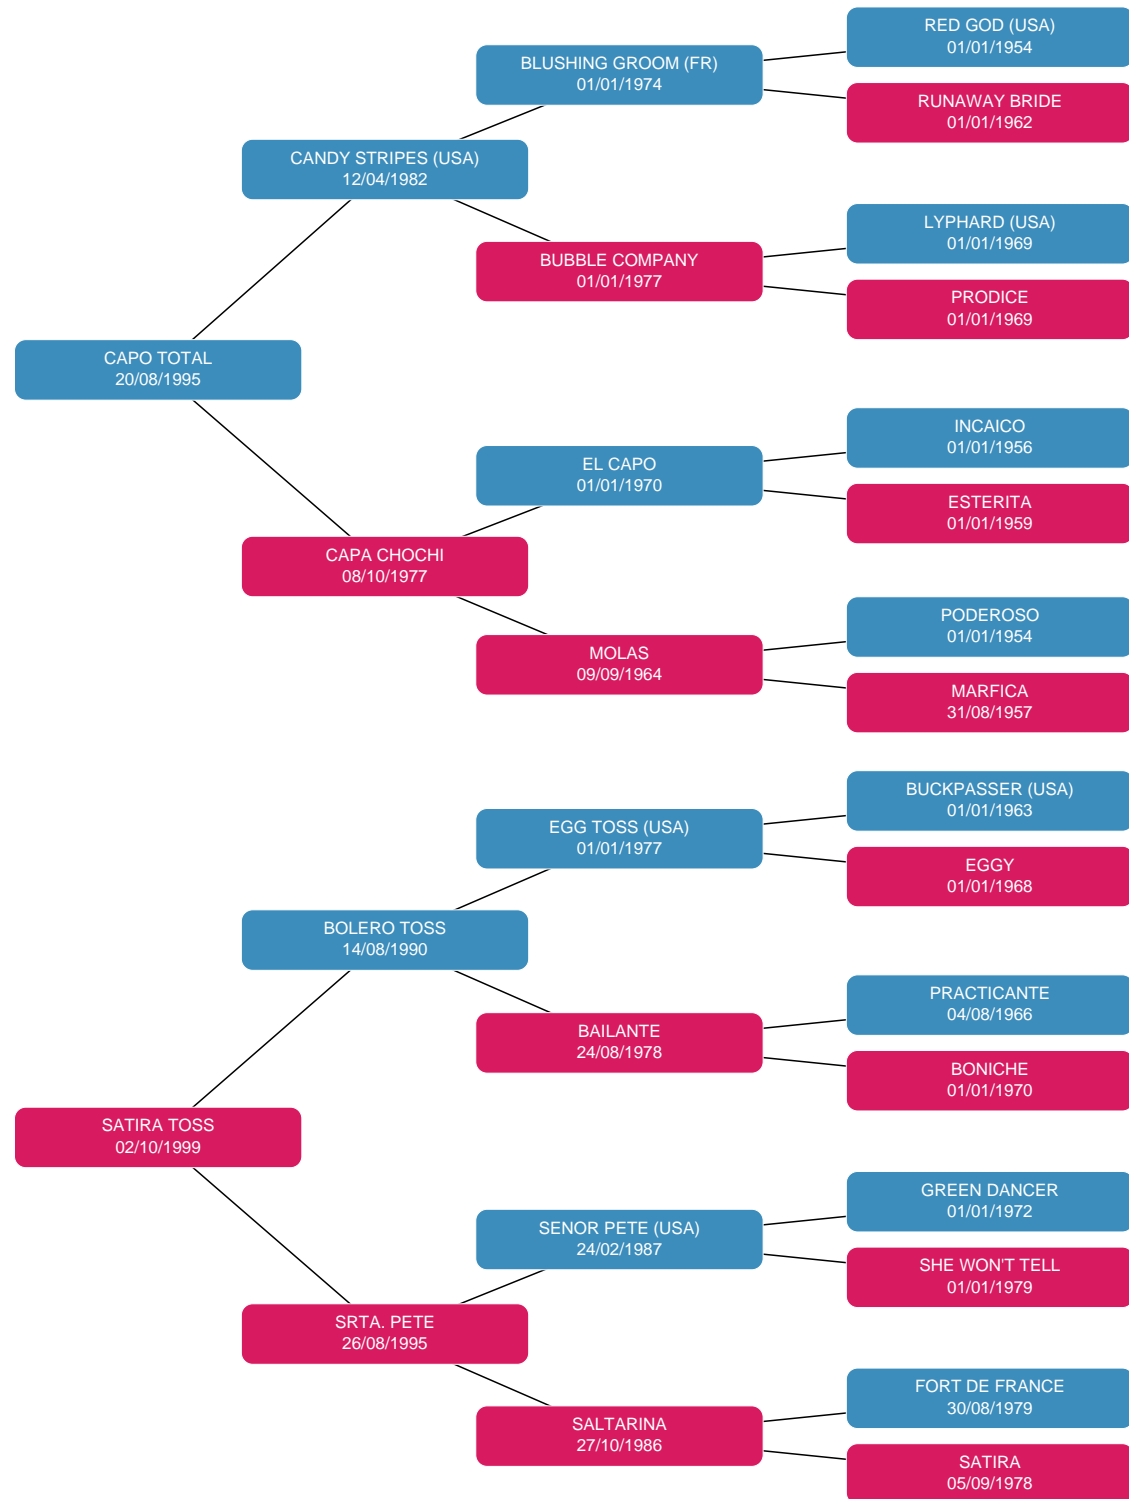 RED GOD (USA)
01/01/1954
BLUSHING GROOM (FR)
01/01/1974
RUNAWAY BRIDE
01/01/1962
CANDY STRIPES (USA)
12/04/1982
LYPHARD (USA)
01/01/1969
BUBBLE COMPANY
01/01/1977
PRODICE
01/01/1969
CAPO TOTAL
20/08/1995
INCAICO
01/01/1956
EL CAPO
01/01/1970
ESTERITA
01/01/1959
CAPA CHOCHI
08/10/1977
PODEROSO
01/01/1954
MOLAS
09/09/1964
MARFICA
31/08/1957
BUCKPASSER (USA)
01/01/1963
EGG TOSS (USA)
01/01/1977
EGGY
01/01/1968
BOLERO TOSS
14/08/1990
PRACTICANTE
04/08/1966
BAILANTE
24/08/1978
BONICHE
01/01/1970
SATIRA TOSS
02/10/1999
GREEN DANCER
01/01/1972
SENOR PETE (USA)
24/02/1987
SHE WON'T TELL
01/01/1979
SRTA. PETE
26/08/1995
FORT DE FRANCE
30/08/1979
SALTARINA
27/10/1986
SATIRA
05/09/1978